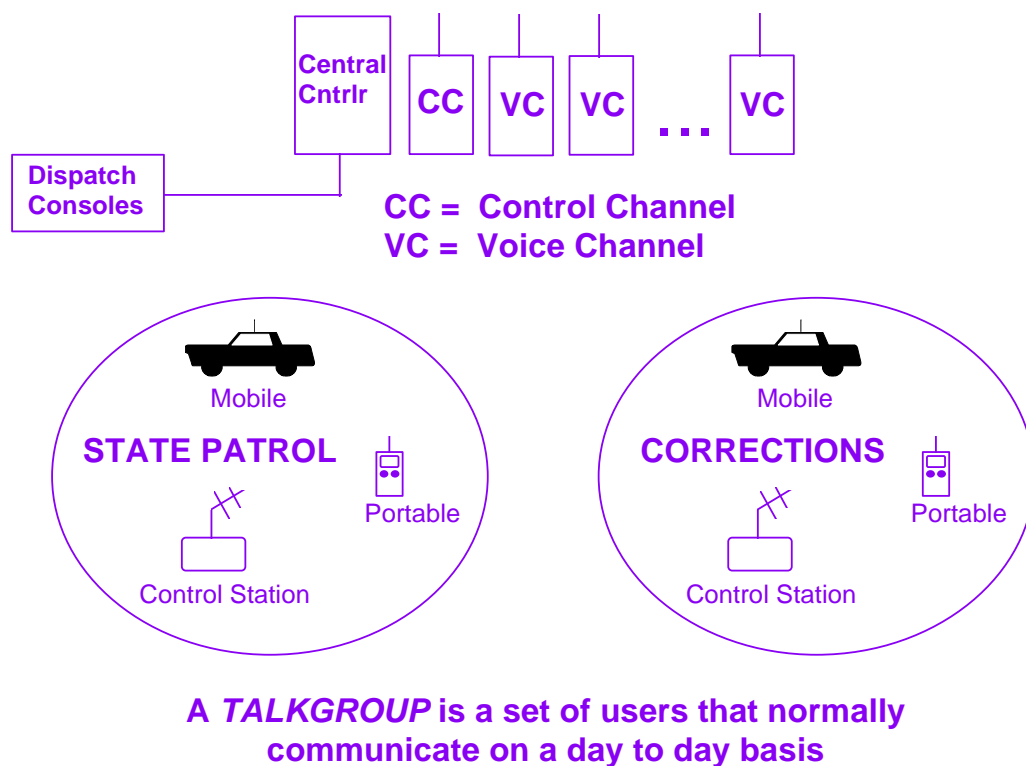 Central
Cntrlr
CC
VC
VC
...
VC
Dispatch
Consoles
CC = Control Channel
VC = Voice Channel
Mobile
STATE PATROL
Portable
Control Station
Mobile
CORRECTIONS
Portable
Control Station
A TALKGROUP is a set of users that normally
communicate on a day to day basis